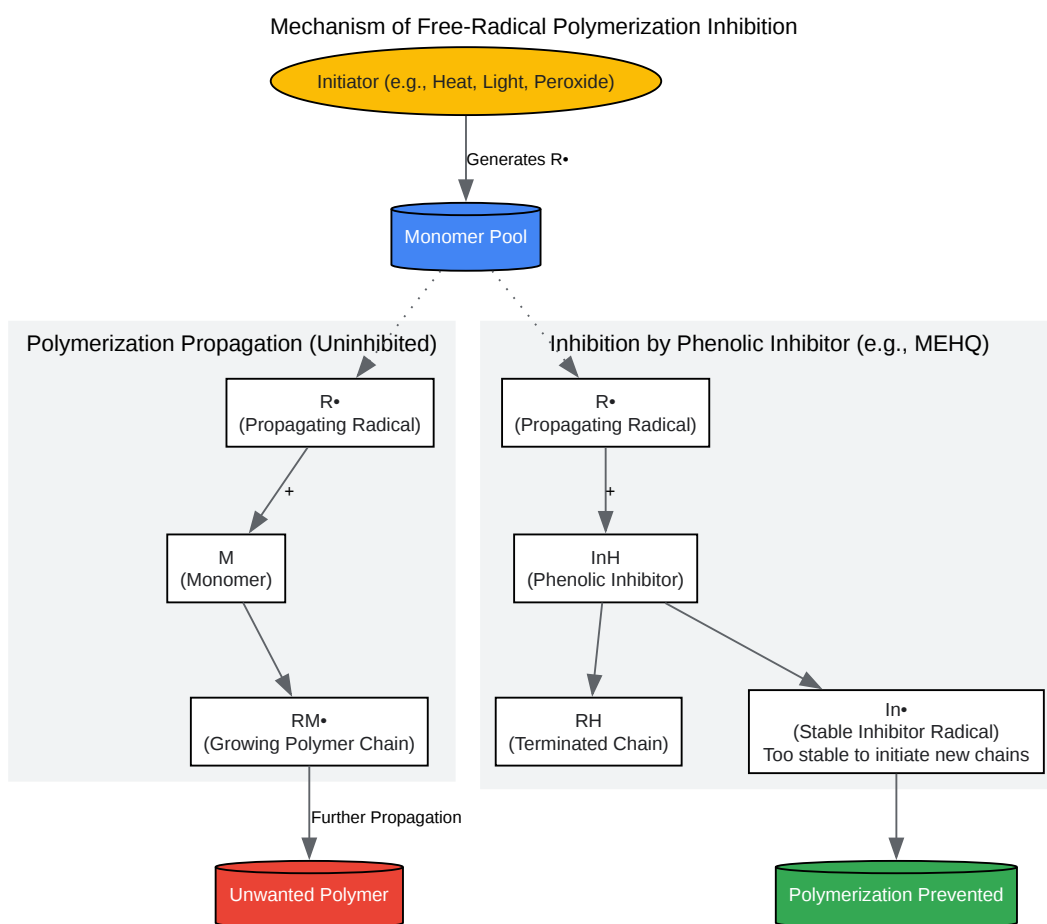 Mechanism of Free-Radical Polymerization Inhibition
Initiator (e.g., Heat, Light, Peroxide)
Generates R•
Monomer Pool
Polymerization Propagation (Uninhibited)
R•
(Propagating Radical)
+
M
(Monomer)
RM•
(Growing Polymer Chain)
Further Propagation
Unwanted Polymer
Inhibition by Phenolic Inhibitor (e.g., MEHQ)
R•
(Propagating Radical)
+
InH
(Phenolic Inhibitor)
RH
(Terminated Chain)
In•
(Stable Inhibitor Radical)
Too stable to initiate new chains
Polymerization Prevented